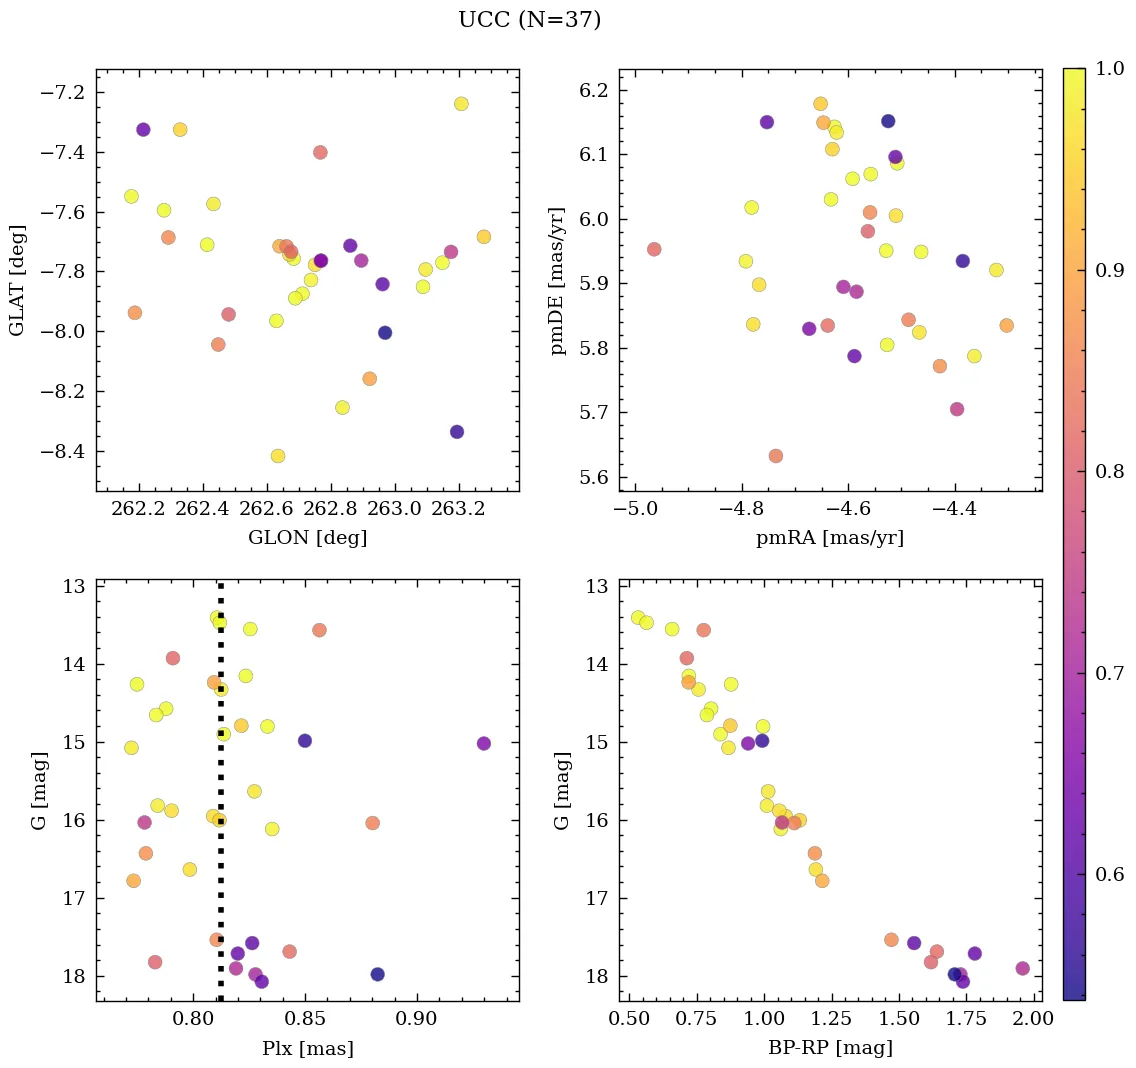 UCC (N=37)
−7.2
−7.4
−7.6
−7.8
−8.0
−8.2
−8.4
GLAT [deg]
262.2 262.4 262.6 262.8 263.0 263.2
GLON [deg]
6.2
6.1
6.0
5.9
5.8
5.7
5.6
pmDE [mas/yr]
−5.0 −4.8 −4.6 −4.4
pmRA [mas/yr]
13
14
15
16
17
18
G [mag]
0.80 0.85 0.90
Plx [mas]
13
14
15
16
17
18
G [mag]
0.50 0.75 1.00 1.25 1.50 1.75 2.00
BP-RP [mag]
1.0
0.9
0.8
0.7
0.6